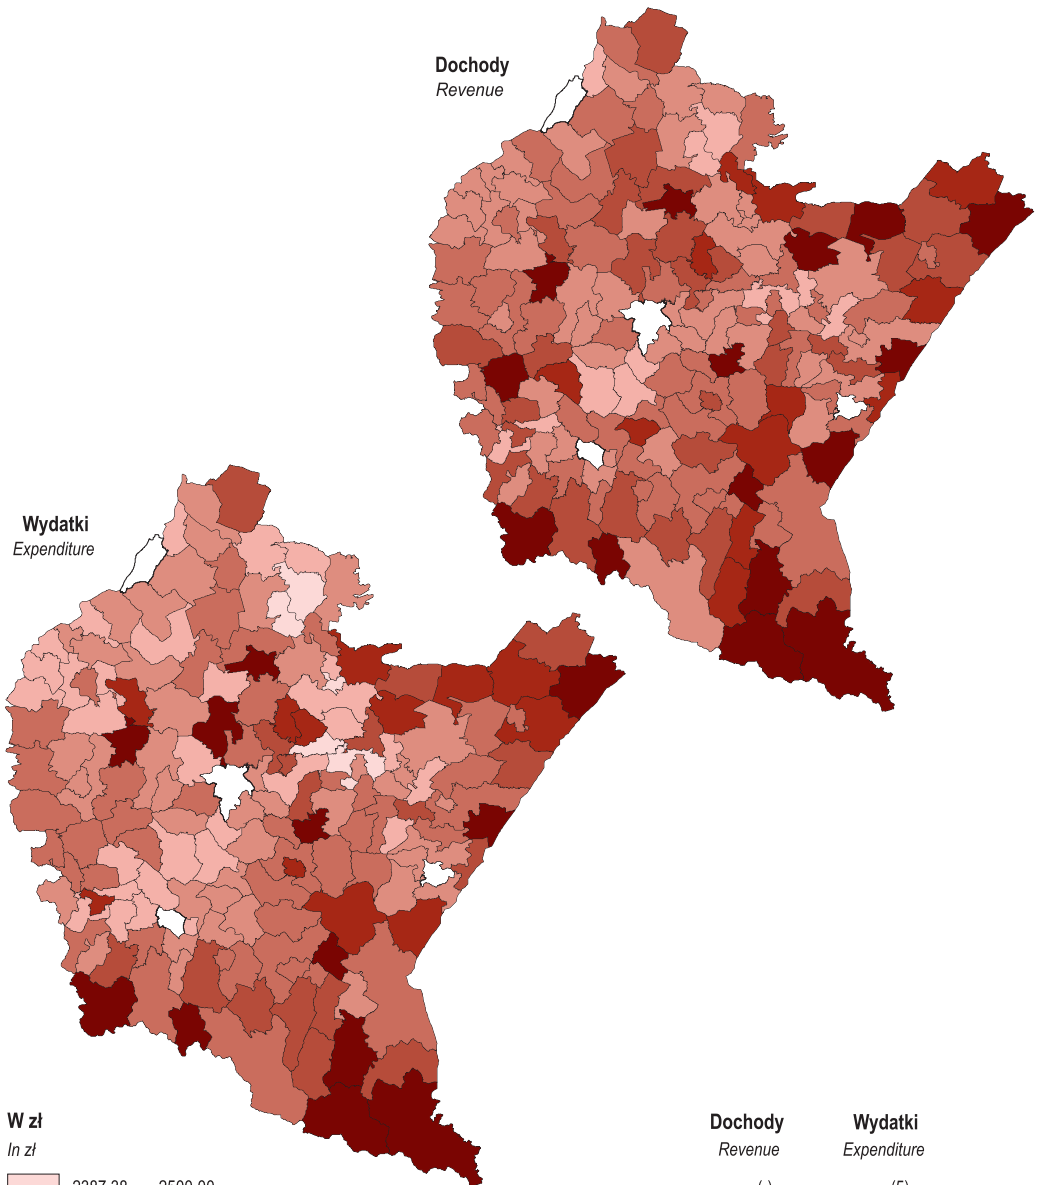 Dochody
Revenue
Wydatki
Expenditure
W zł
In zł
Dochody Wydatki
Revenue Expenditure